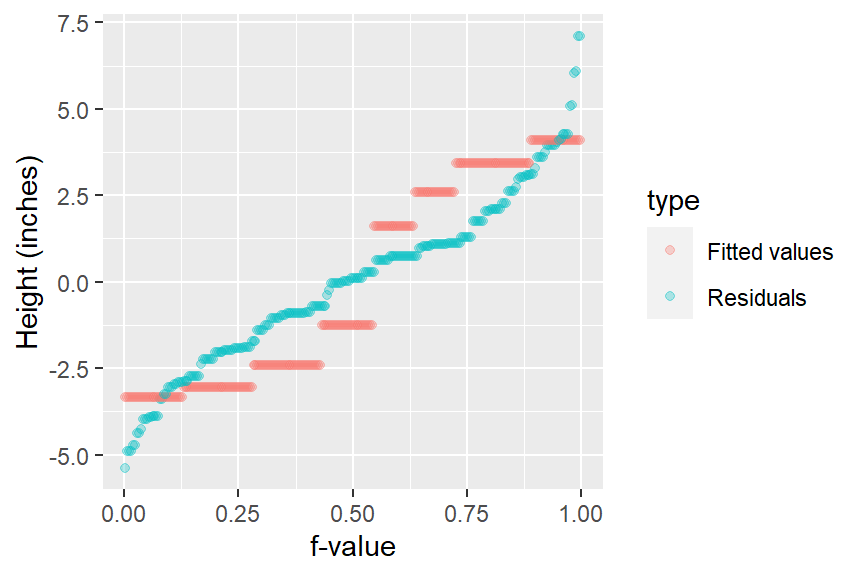 7.5
5.0
2.5
0.0
-2.5
-5.0
Height (inches)
0.00 0.25 0.50 0.75 1.00
f-value
type
Fitted values
Residuals